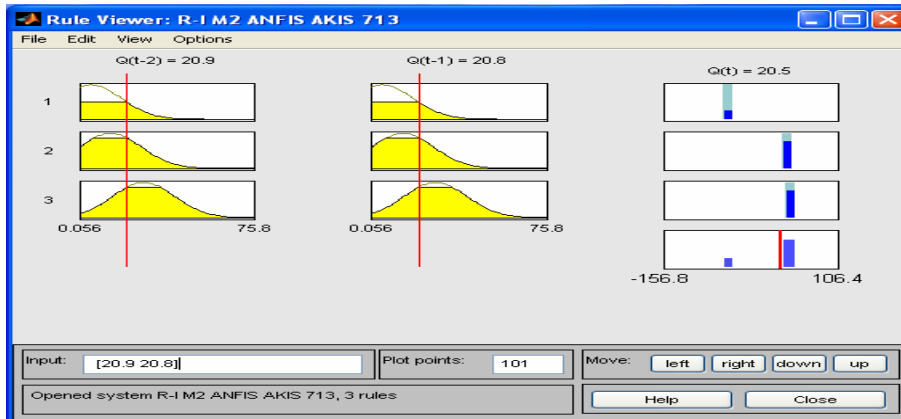 Rule Viewer: R-I M2 ANFIS AKIS 713
File Edit View Options
Q(t-2) = 20.9
Q(t-1) = 20.8
Q(t) = 20.5
1
2
3
0.056 75.8
0.056 75.8
-156.8 106.4
Input: [20.9 20.8]
Plot points: 101
Move: left right down up
Opened system R-I M2 ANFIS AKIS 713, 3 rules
Help Close